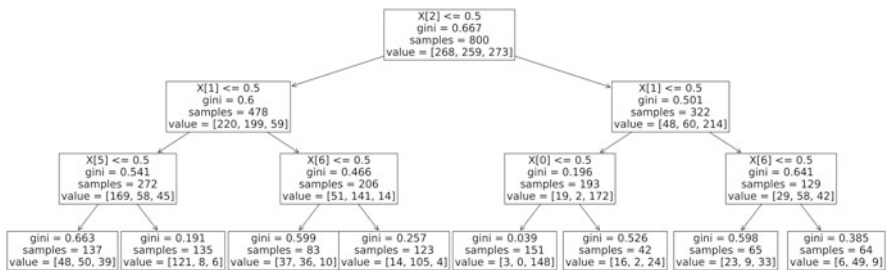 X[2] <= 0.5
gini = 0.667
samples = 800
value = [268, 259, 273]
X[1] <= 0.5
gini = 0.6
samples = 478
value = [220, 199, 59]
X[1] <= 0.5
gini = 0.501
samples = 322
value = [48, 60, 214]
X[5] <= 0.5
gini = 0.541
samples = 272
value = [169, 58, 45]
X[6] <= 0.5
gini = 0.466
samples = 206
value = [51, 141, 14]
X[0] <= 0.5
gini = 0.196
samples = 193
value = [19, 2, 172]
X[6] <= 0.5
gini = 0.641
samples = 129
value = [29, 58, 42]
gini = 0.663
samples = 137
value = [48, 50, 39]
gini = 0.191
samples = 135
value = [121, 8, 6]
gini = 0.599
samples = 83
value = [37, 36, 10]
gini = 0.257
samples = 123
value = [14, 105, 4]
gini = 0.039
samples = 151
value = [3, 0, 148]
gini = 0.526
samples = 42
value = [16, 2, 24]
gini = 0.598
samples = 65
value = [23, 9, 33]
gini = 0.385
samples = 64
value = [6, 49, 9]